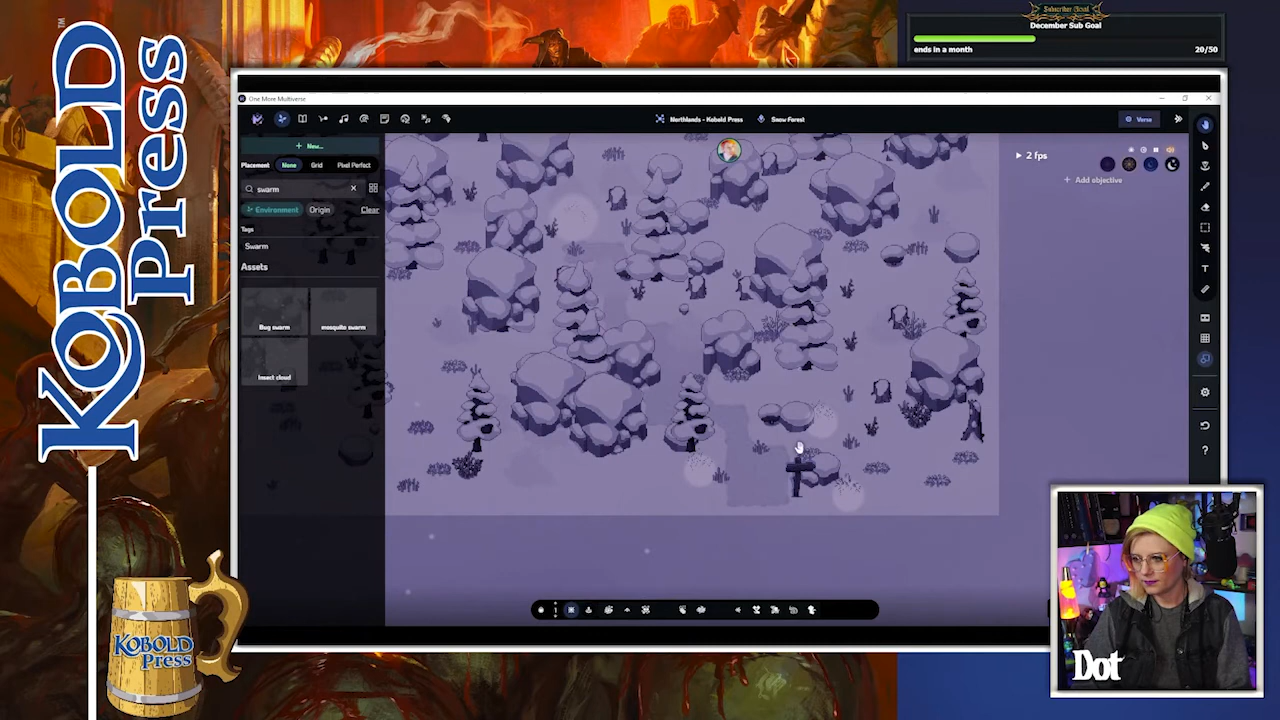 KOBOLD
Press
TM
Subscriber Goal
December Sub Goal
ends in a month
20/50
One More Multiverse
Northlands - Kobold Press
Snow Forest
Verse
+ New...
Placement
None
Grid
Pixel Perfect
swarm
Environment
Origin
Clear
Tags
Swarm
Assets
Bug swarm
mosquito swarm
Insect cloud
2 fps
+ Add objective
T
?
KOBOLD
Press
Dot